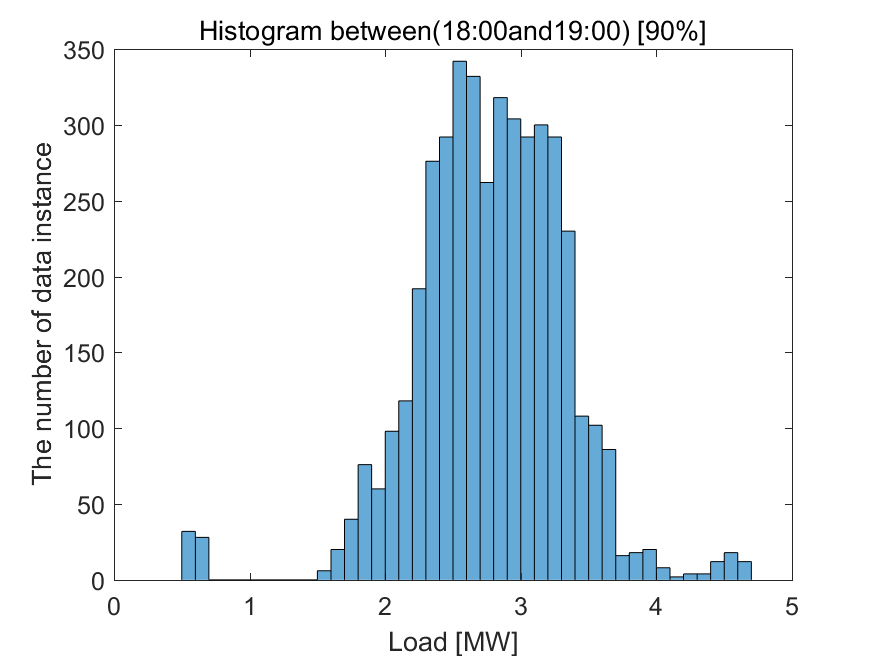 Histogram between(18:00and19:00) [90%]
350
300
250
200
150
100
50
0
The number of data instance
0 1 2 3 4 5
Load [MW]